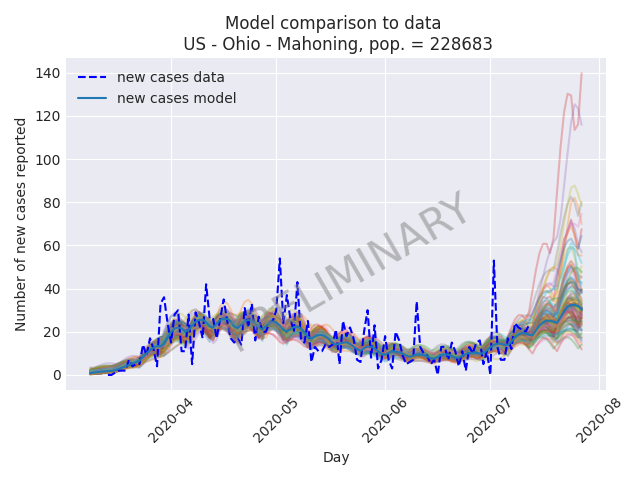 Model comparison to data
US - Ohio - Mahoning, pop. = 228683
new cases data
new cases model
Number of new cases reported
140
120
100
80
60
40
20
0
PRELIMINARY
2020-04
2020-05
2020-06
2020-07
2020-08
Day